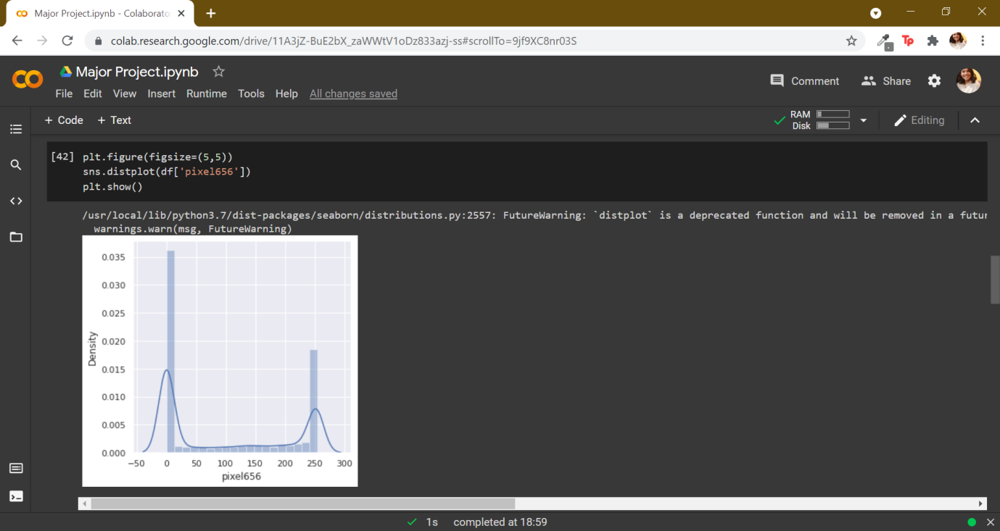 Major Project.ipynb - Colaborato
colab.research.google.com/drive/11A3jZ-BuE2bX_zaWWtV1oDz833azj-ss#scrollTo=9jf9XC8nr03S
Tp
Major Project.ipynb
Comment
Share
File Edit View Insert Runtime Tools Help All changes saved
+ Code + Text
RAM
Disk
Editing
[42] plt.figure(figsize=(5,5))
sns.distplot(df['pixel656'])
plt.show()
/usr/local/lib/python3.7/dist-packages/seaborn/distributions.py:2557: FutureWarning: `distplot` is a deprecated function and will be removed in a futur
warnings.warn(msg, FutureWarning)
0.035
0.030
0.025
0.020
0.015
0.010
0.005
0.000
Density
−50 0 50 100 150 200 250 300
pixel656
1s completed at 18:59